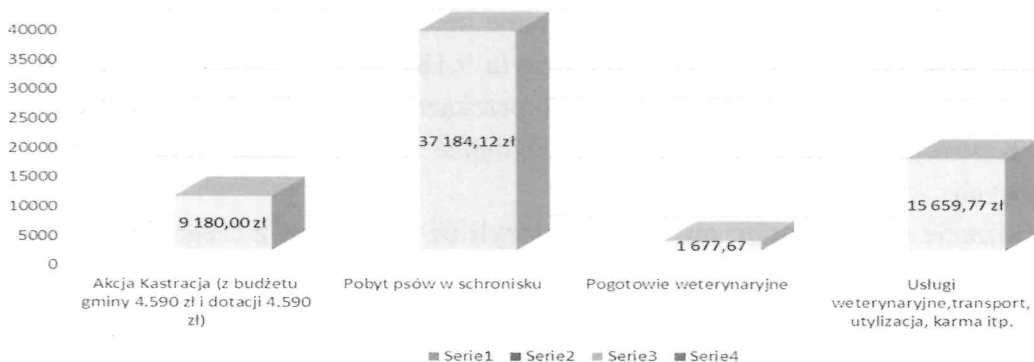 40000
35000
30000
25000
20000
15000
10000
5000
0
9 180,00 zł
37 184,12 zł
1 677,67
15 659,77 zł
Akcja Kastracja (z budżetu
gminy 4.590 zł i dotacji 4.590
zł)
Pobyt psów w schronisku
Pogotowie weterynaryjne
Usługi
weterynaryjne,transport,
utylizacja, karma itp.
Serie1 Serie2 Serie3 Serie4